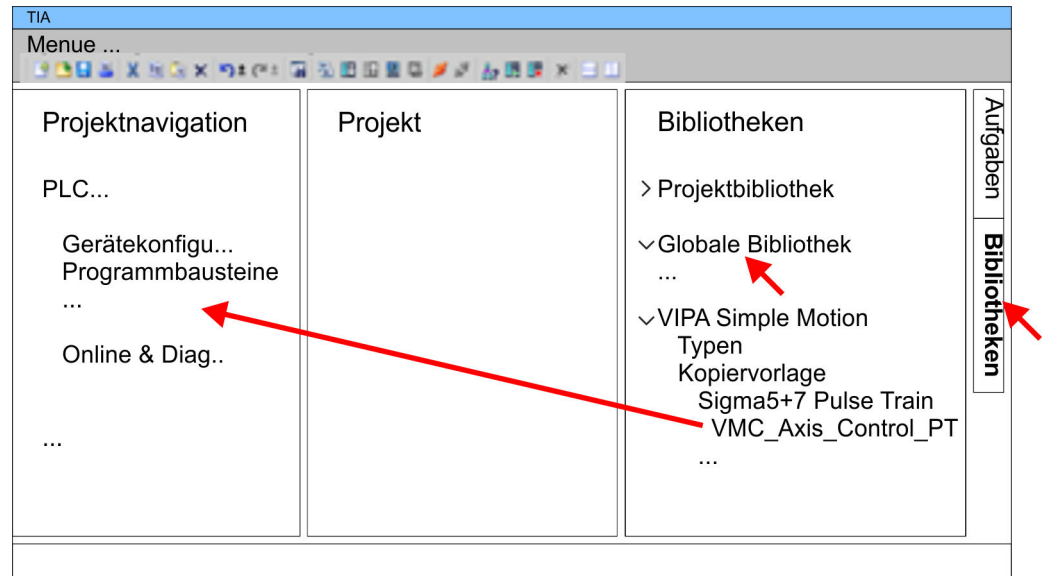 TIA
Menue ...
Projektnavigation
PLC...
Gerätekonfigu...
Programmbausteine
...
Online & Diag..
...
Projekt
Bibliotheken
Projektbibliothek
Globale Bibliothek
...
VIPA Simple Motion
Typen
Kopiervorlage
Sigma5+7 Pulse Train
VMC_Axis_Control_PT
...
Aufgaben
Bibliotheken